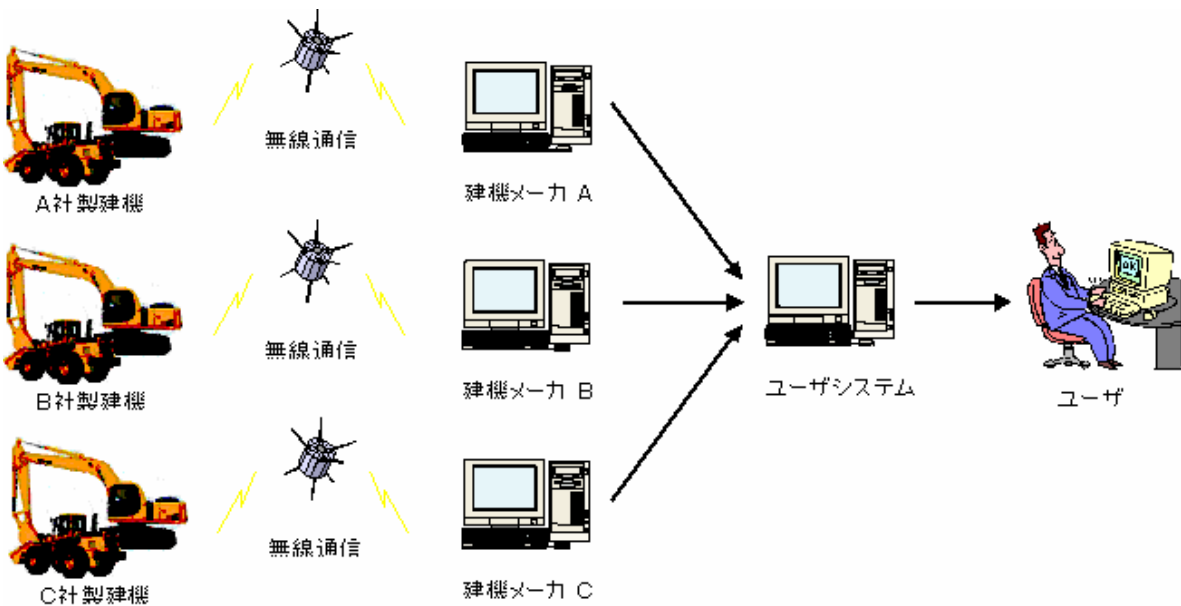 無線通信
建機メーカ A
A社製建機
無線通信
建機メーカ B
B社製建機
ユーザシステム
ユーザ
無線通信
建機メーカ C
C社製建機
OK